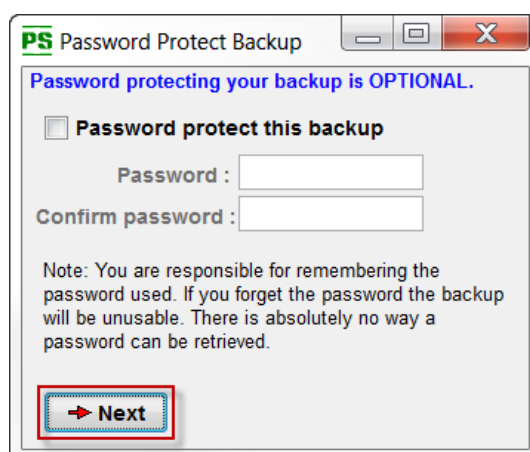 PS Password Protect Backup
Password protecting your backup is OPTIONAL.
Password protect this backup
Password :
Confirm password :
Note: You are responsible for remembering the
password used. If you forget the password the backup
will be unusable. There is absolutely no way a
password can be retrieved.
Next